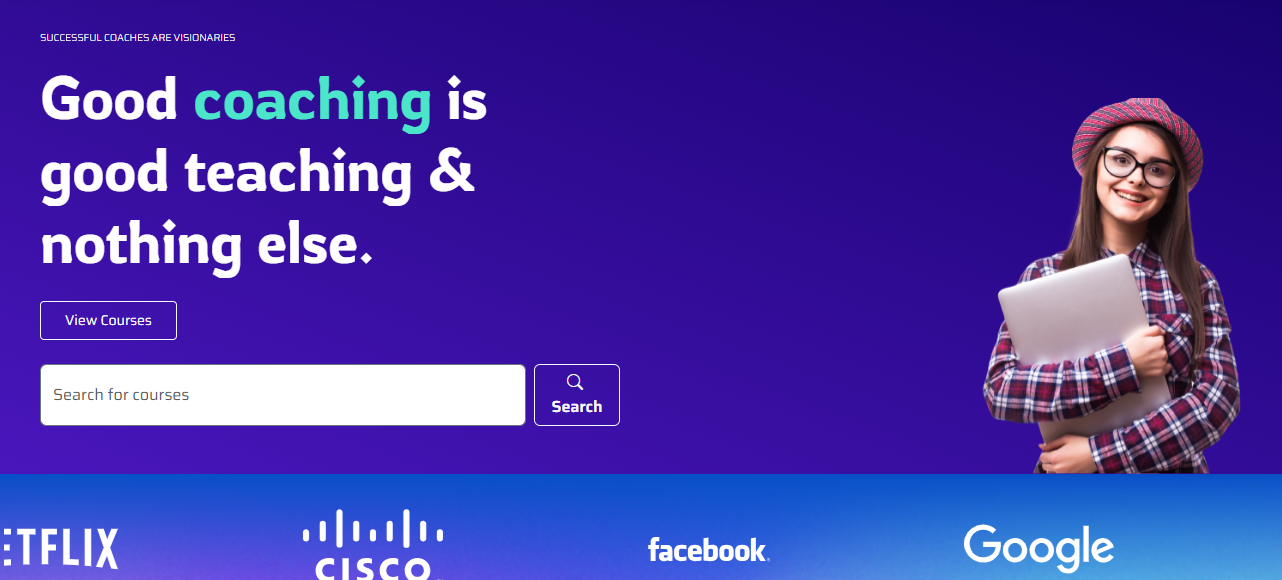 SUCCESSFUL COACHES ARE VISIONARIES
Good coaching is
good teaching &
nothing else.
View Courses
Search for courses
Search
ETFLIX
CISCO
facebook
Google